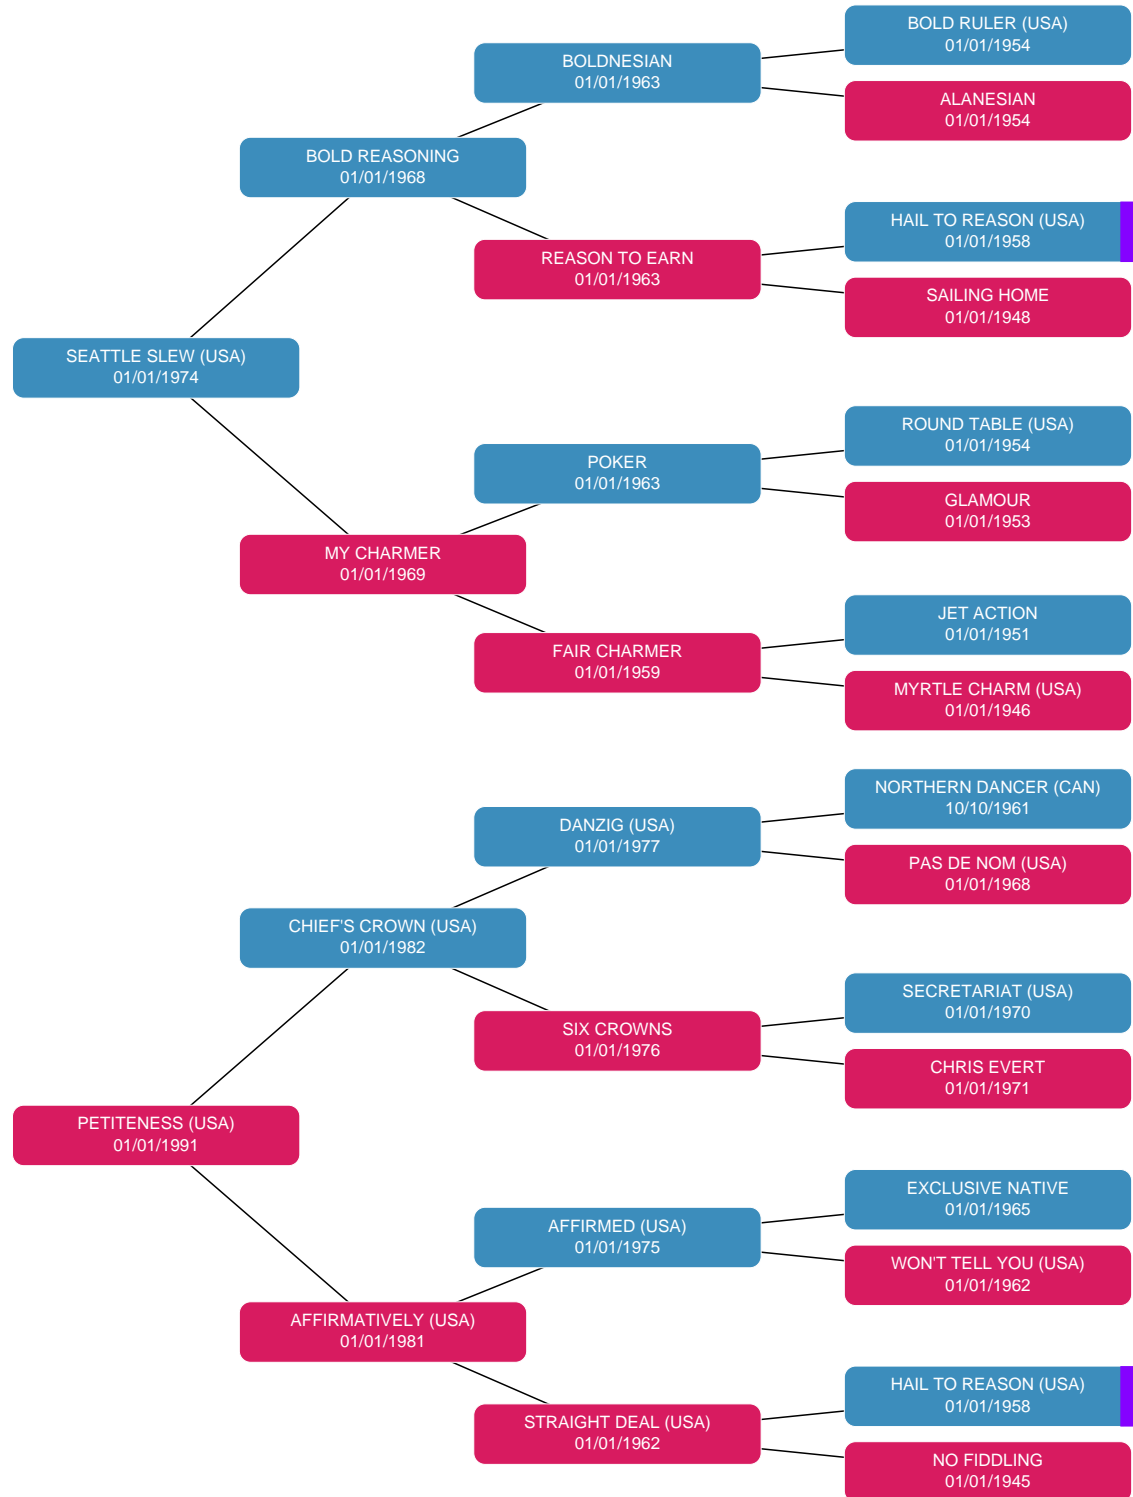 BOLD RULER (USA)
01/01/1954
BOLDNESIAN
01/01/1963
ALANESIAN
01/01/1954
BOLD REASONING
01/01/1968
HAIL TO REASON (USA)
01/01/1958
REASON TO EARN
01/01/1963
SAILING HOME
01/01/1948
SEATTLE SLEW (USA)
01/01/1974
ROUND TABLE (USA)
01/01/1954
POKER
01/01/1963
GLAMOUR
01/01/1953
MY CHARMER
01/01/1969
JET ACTION
01/01/1951
FAIR CHARMER
01/01/1959
MYRTLE CHARM (USA)
01/01/1946
NORTHERN DANCER (CAN)
10/10/1961
DANZIG (USA)
01/01/1977
PAS DE NOM (USA)
01/01/1968
CHIEF'S CROWN (USA)
01/01/1982
SECRETARIAT (USA)
01/01/1970
SIX CROWNS
01/01/1976
CHRIS EVERT
01/01/1971
PETITENESS (USA)
01/01/1991
EXCLUSIVE NATIVE
01/01/1965
AFFIRMED (USA)
01/01/1975
WON'T TELL YOU (USA)
01/01/1962
AFFIRMATIVELY (USA)
01/01/1981
HAIL TO REASON (USA)
01/01/1958
STRAIGHT DEAL (USA)
01/01/1962
NO FIDDLING
01/01/1945